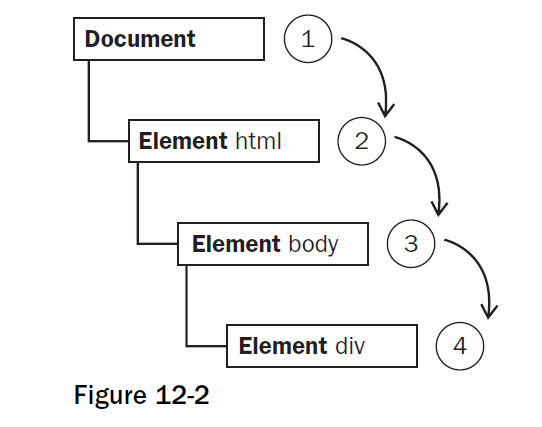 Document 1
Element html 2
Element body 3
Element div 4
Figure 12-2